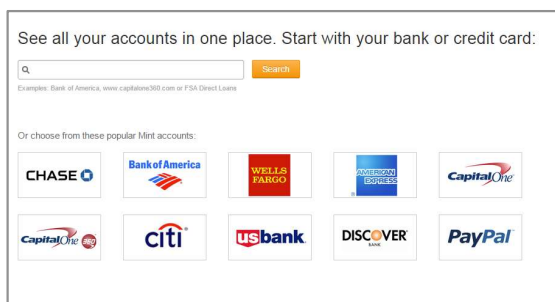 See all your accounts in one place. Start with your bank or credit card:
Search
Examples: Bank of America, www.capitalone360.com or FSA Direct Loans
Or choose from these popular Mint accounts:
CHASE
Bank of America
WELLS
FARGO
AMERICAN
EXPRESS
Capital One
Capital One 360
citi
usbank
DISCOVER
BANK
PayPal